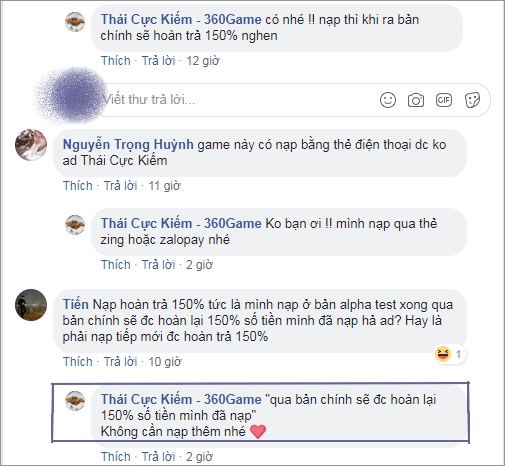 Thái Cực Kiếm - 360Game có nhé !! nạp thì khi ra bản
chính sẽ hoàn trả 150% nghen
Thích · Trả lời · 12 giờ
Viết thư trả lời...
GIF
Nguyễn Trọng Huỳnh game này có nạp bằng thẻ điện thoại dc ko
ad Thái Cực Kiếm
Thích · Trả lời · 11 giờ
Thái Cực Kiếm - 360Game Ko bạn ơi !! mình nạp qua thẻ
zing hoặc zalopay nhé
Thích · Trả lời · 2 giờ
Tiến Nạp hoàn trả 150% tức là mình nạp ở bản alpha test xong qua
bản chính sẽ đc hoàn lại 150% số tiền mình đã nạp hả ad? Hay là
phải nạp tiếp mới đc hoàn trả 150%
1
Thích · Trả lời · 10 giờ
Thái Cực Kiếm - 360Game "qua bản chính sẽ đc hoàn lại
150% số tiền mình đã nạp"
Không cần nạp thêm nhé
Thích · Trả lời · 2 giờ